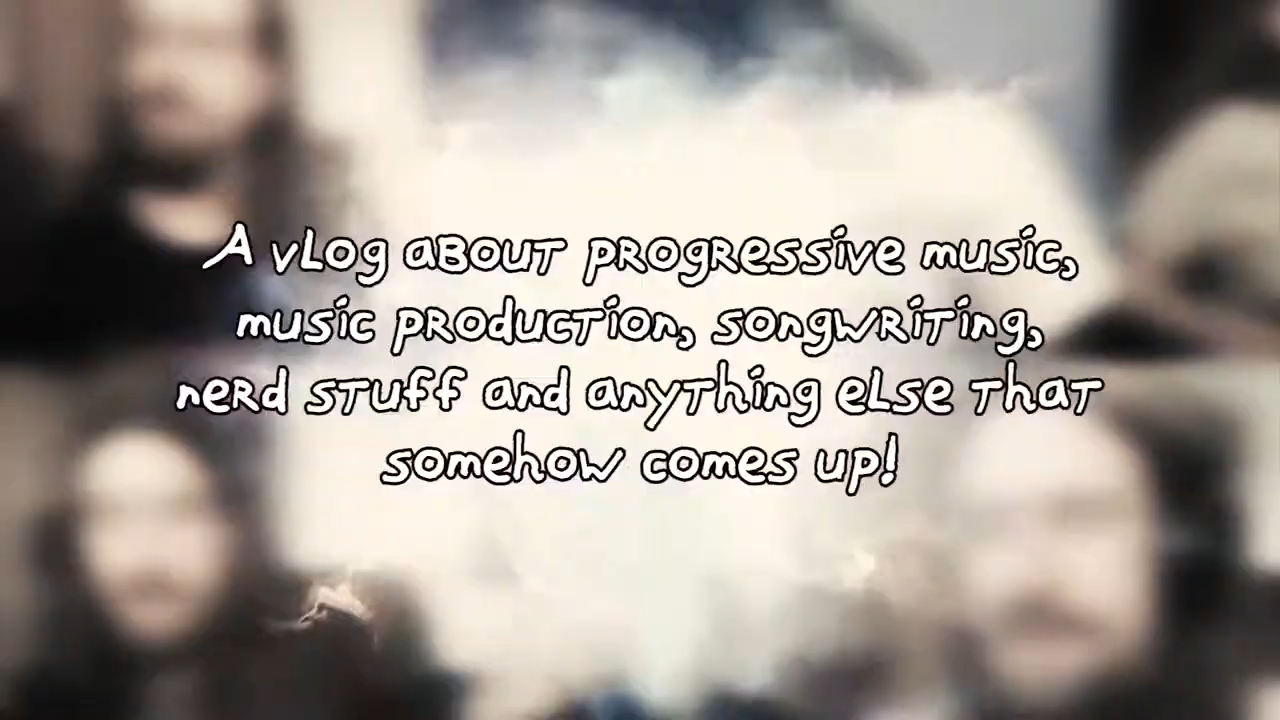 A vlog about progressive music,
music production, songwriting,
nerd stuff and anything else that
somehow comes up!